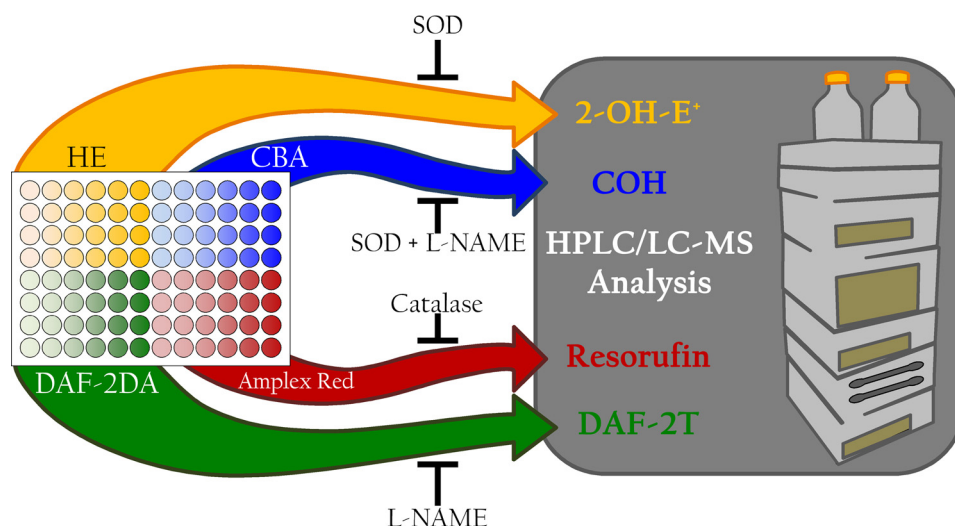 SOD
HE
CBA
2-OH-E⁺
COH
SOD + L-NAME
HPLC/LC-MS
Analysis
Catalase
Resorufin
DAF-2DA
Amplex Red
DAF-2T
L-NAME